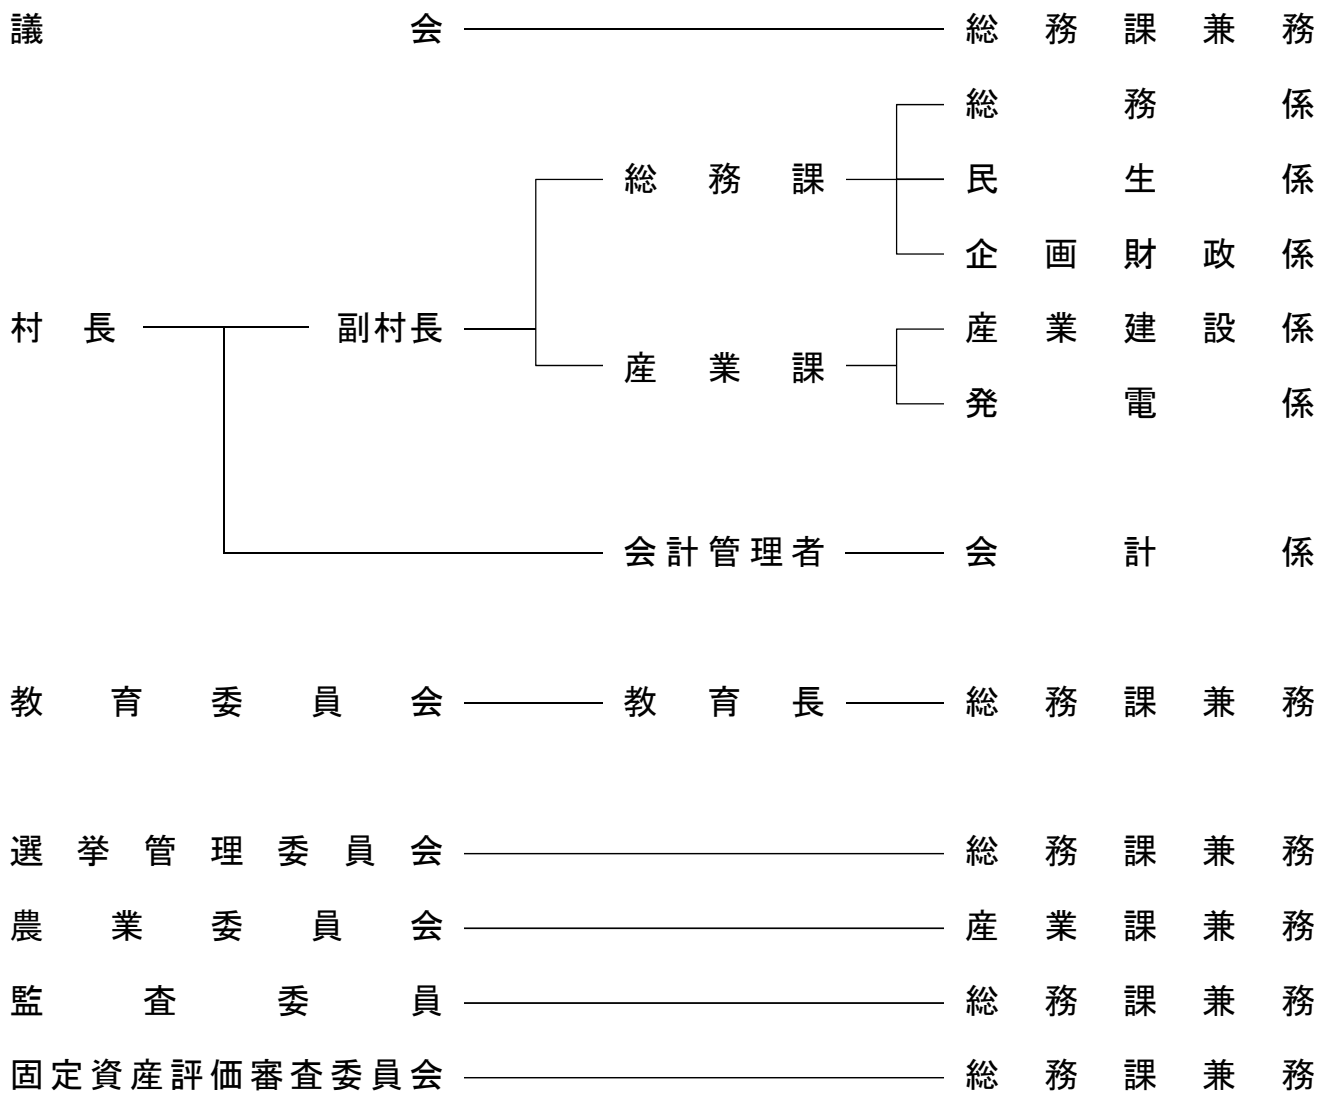 議会 総務課兼務
総務係
総務課 民生係
企画財政係
村長 副村長 産業建設係
産業課
発電係
会計管理者 会計係
教育委員会 教育長 総務課兼務
選挙管理委員会 総務課兼務
農業委員会 産業課兼務
監査委員 総務課兼務
固定資産評価審査委員会 総務課兼務